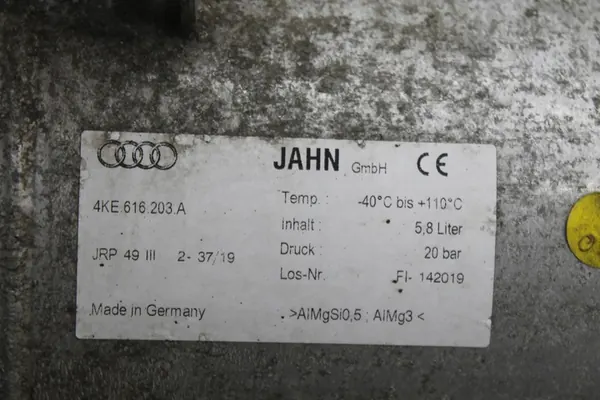 JAHN GmbH CE
4KE 616 203 A
Temp. : -40°C bis +110°C
Inhalt : 5,8 Liter
JRP 49 III 2- 37/19
Druck : 20 bar
Los-Nr. FI- 142019
Made in Germany >AlMgSi0,5 ; AlMg3 <